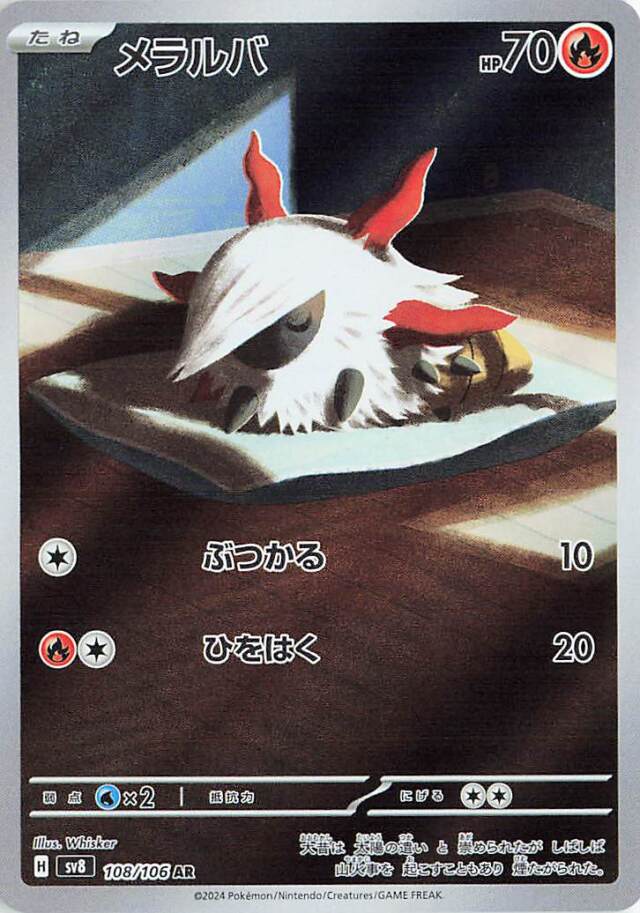 たね メラルバ HP70
ぶつかる 10
ひをはく 20
弱点 ×2 抵抗力 にげる
Illus. Whisker
大昔は 太陽の遣い と 崇められたが しばしば
山火事を 起こすこともあり 煙たがられた。
H sv8 108/106 AR
©2024 Pokémon/Nintendo/Creatures/GAME FREAK.